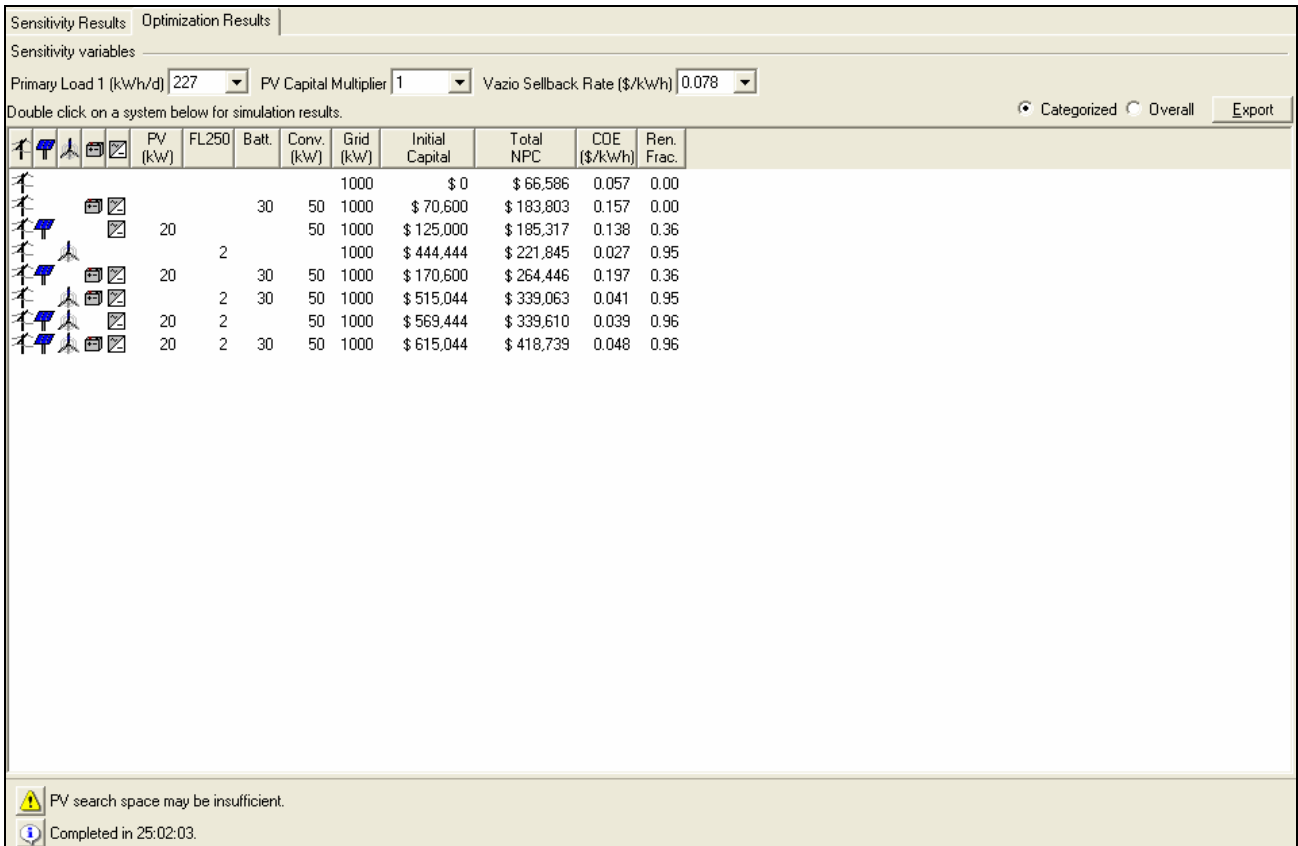 Sensitivity Results Optimization Results
Sensitivity variables
Primary Load 1 (kWh/d) 227 PV Capital Multiplier 1 Vazio Sellback Rate ($/kWh) 0.078
Double click on a system below for simulation results. Categorized Overall Export
PV (kW) FL250 Batt. Conv. (kW) Grid (kW) Initial Capital Total NPC COE ($/kWh) Ren. Frac.
1000 $ 0 $ 66,586 0.057 0.00
30 50 1000 $ 70,600 $ 183,803 0.157 0.00
20 50 1000 $ 125,000 $ 185,317 0.138 0.36
2 1000 $ 444,444 $ 221,845 0.027 0.95
20 30 50 1000 $ 170,600 $ 264,446 0.197 0.36
2 30 50 1000 $ 515,044 $ 339,063 0.041 0.95
20 2 50 1000 $ 569,444 $ 339,610 0.039 0.96
20 2 30 50 1000 $ 615,044 $ 418,739 0.048 0.96
PV search space may be insufficient.
Completed in 25:02:03.